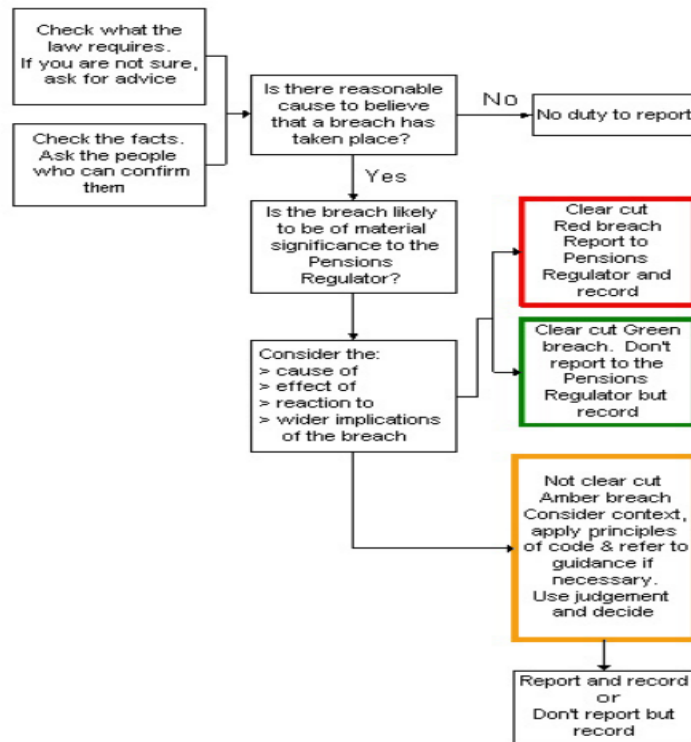 Check what the
law requires.
If you are not sure,
ask for advice
Check the facts.
Ask the people
who can confirm
them
Is there reasonable
cause to believe
that a breach has
taken place?
No
No duty to report
Yes
Is the breach likely
to be of material
significance to the
Pensions
Regulator?
Clear cut
Red breach
Report to
Pensions
Regulator and
record
Clear cut Green
breach. Don't
report to the
Pensions
Regulator but
record
Consider the:
> cause of
> effect of
> reaction to
> wider implications
of the breach
Not clear cut
Amber breach
Consider context,
apply principles
of code & refer to
guidance if
necessary.
Use judgement
and decide
Report and record
or
Don't report but
record